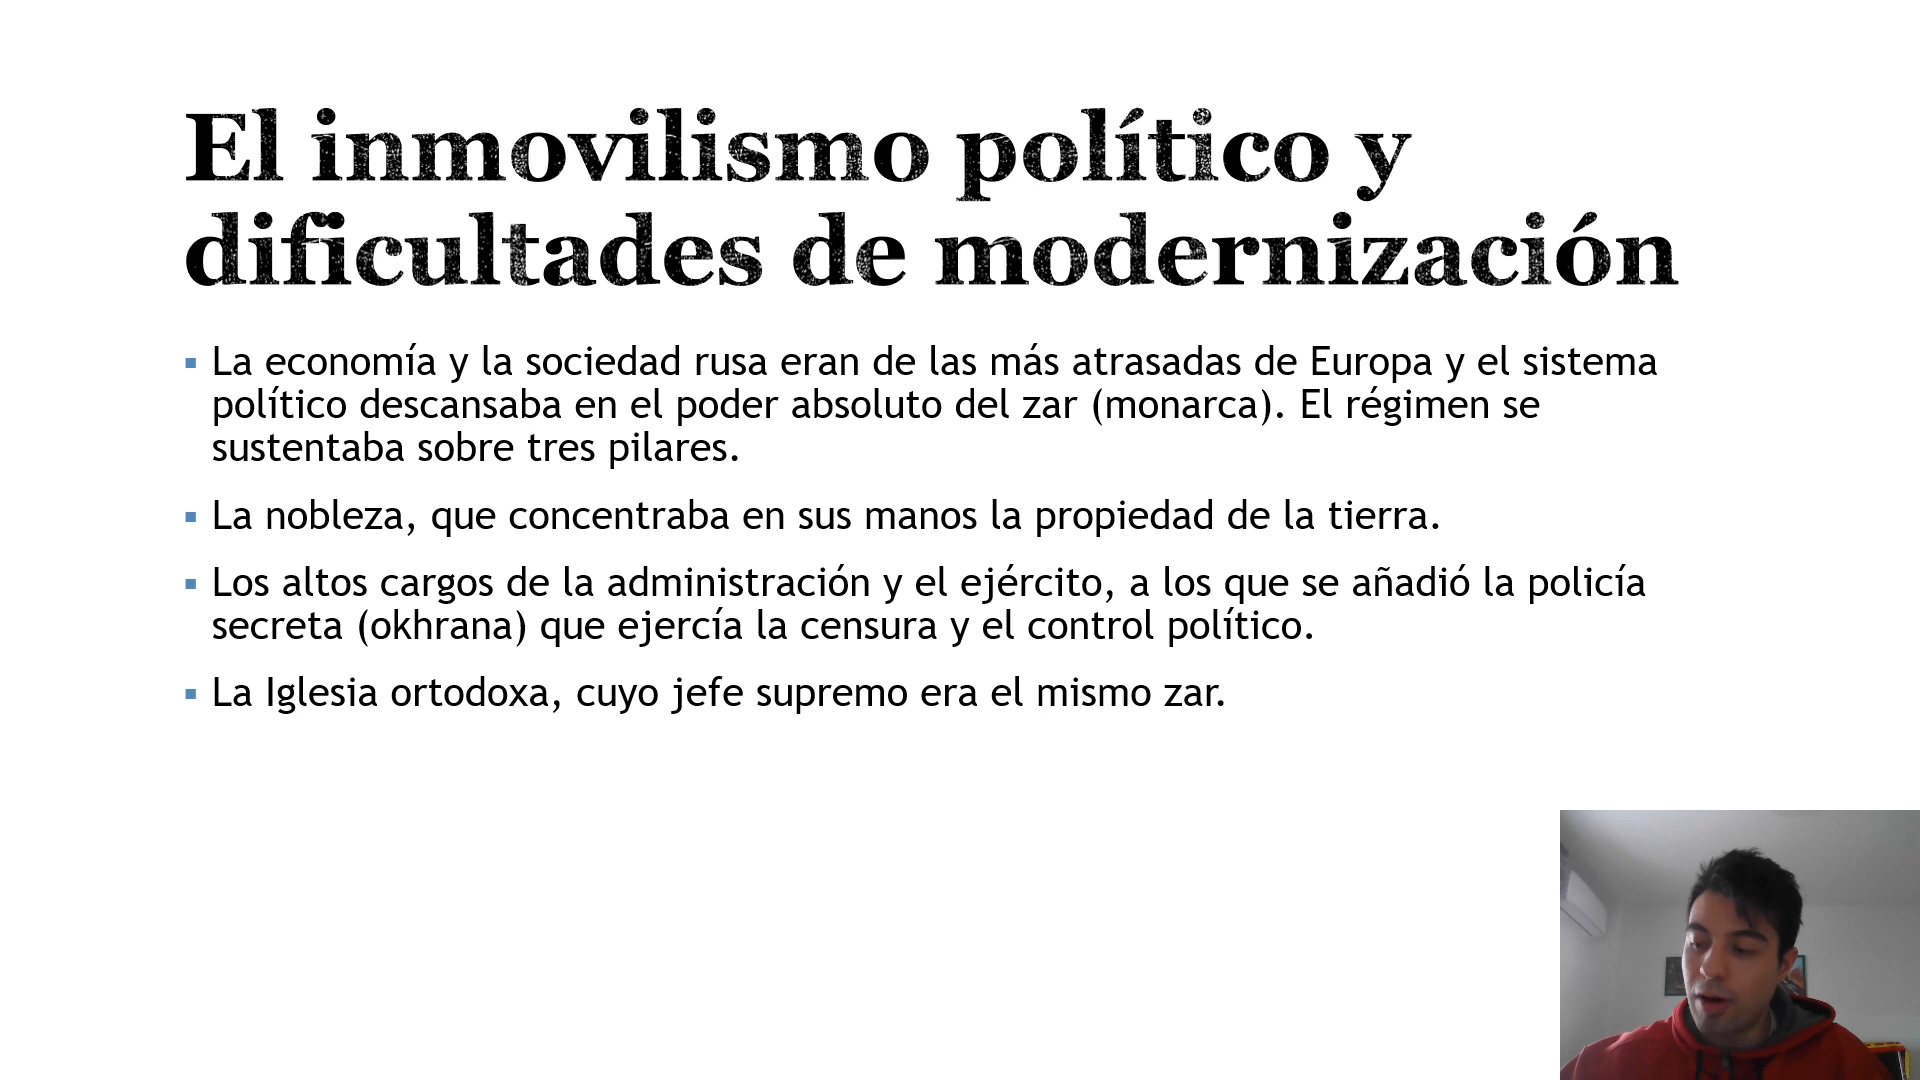 El inmovilismo político y
dificultades de modernización
▪ La economía y la sociedad rusa eran de las más atrasadas de Europa y el sistema
político descansaba en el poder absoluto del zar (monarca). El régimen se
sustentaba sobre tres pilares.
▪ La nobleza, que concentraba en sus manos la propiedad de la tierra.
▪ Los altos cargos de la administración y el ejército, a los que se añadió la policía
secreta (okhrana) que ejercía la censura y el control político.
▪ La Iglesia ortodoxa, cuyo jefe supremo era el mismo zar.